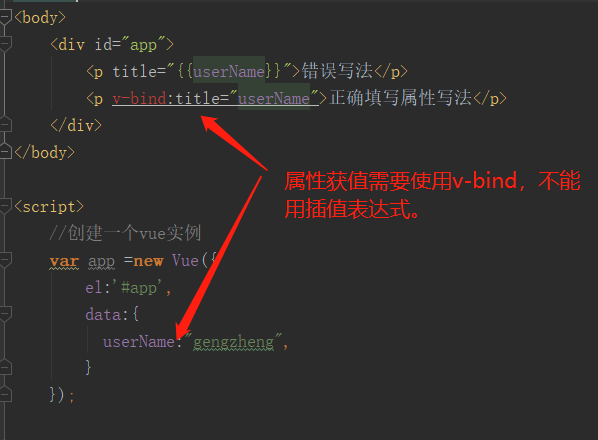 <body>
<div id="app">
<p title="{{userName}}">错误写法</p>
<p v-bind:title="userName">正确填写属性写法</p>
</div>
</body>
属性获值需要使用v-bind，不能
用插值表达式。
<script>
//创建一个vue实例
var app =new Vue({
el:'#app',
data:{
userName:"gengzheng",
}
});